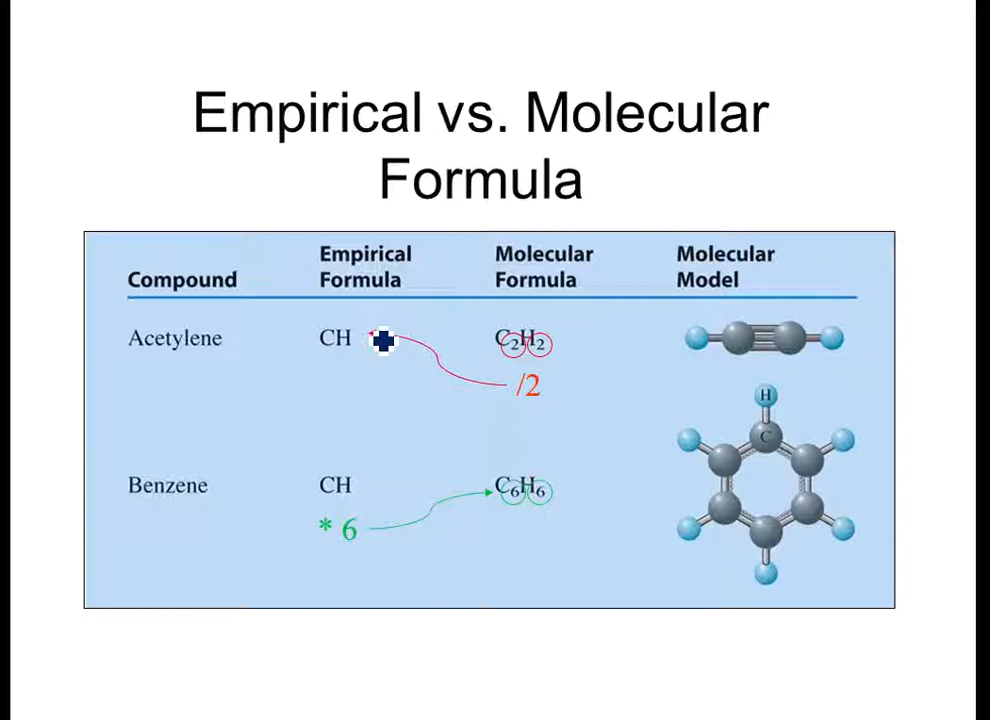 Empirical vs. Molecular
Formula
Compound
Empirical
Formula
Molecular
Formula
Molecular
Model
Acetylene
CH
C₂H₂
/2
H
C
Benzene
CH
C₆H₆
* 6